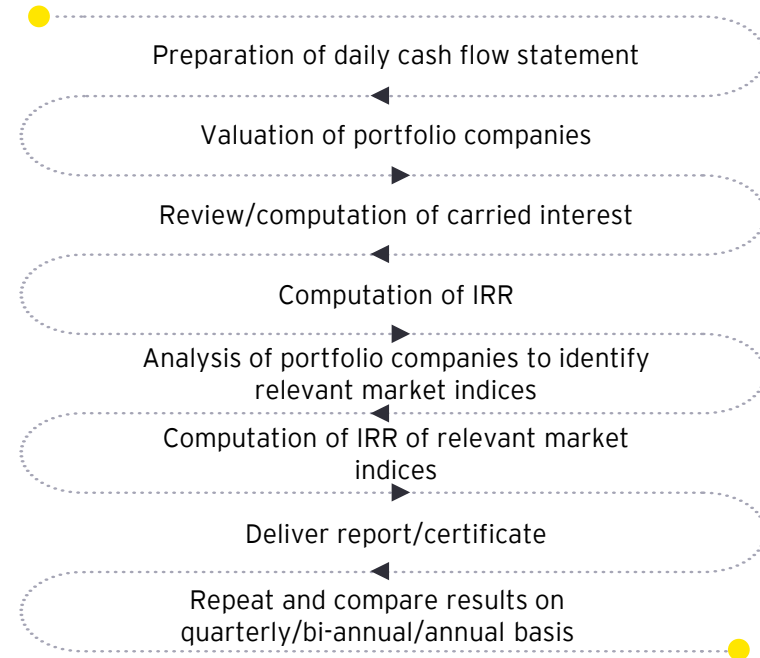 Preparation of daily cash flow statement
Valuation of portfolio companies
Review/computation of carried interest
Computation of IRR
Analysis of portfolio companies to identify
relevant market indices
Computation of IRR of relevant market
indices
Deliver report/certificate
Repeat and compare results on
quarterly/bi-annual/annual basis